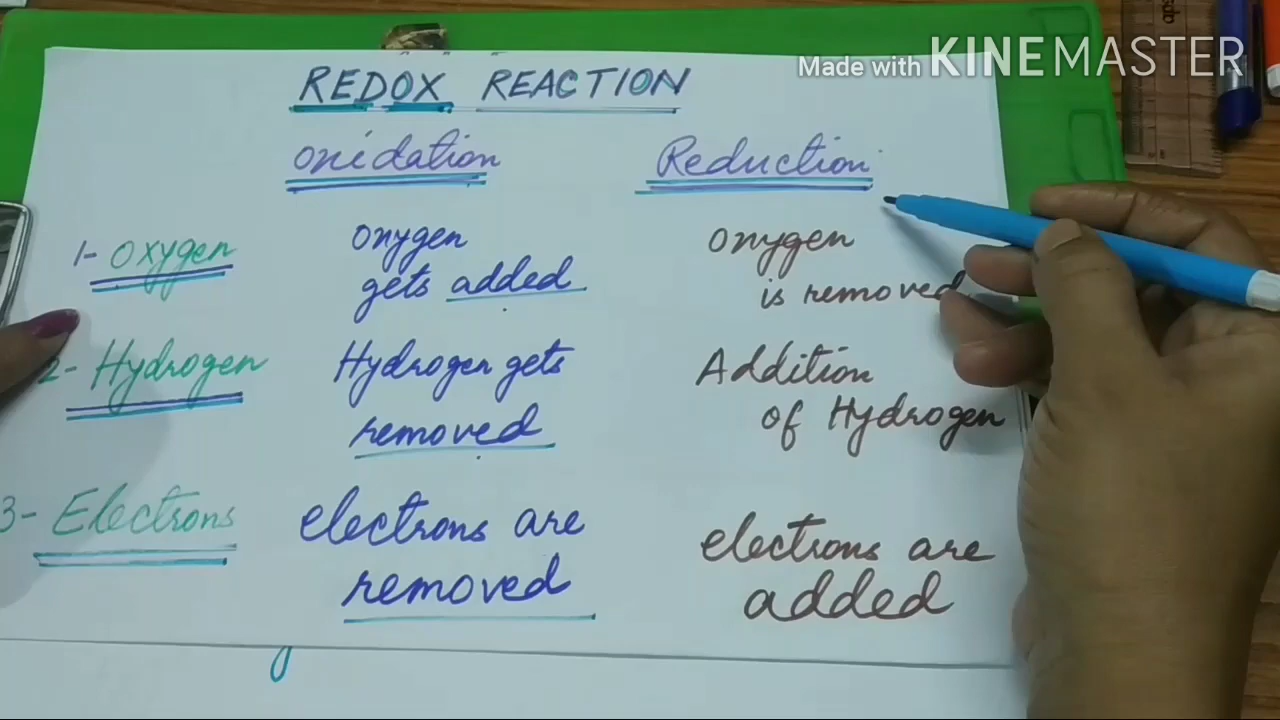 Made with KINEMASTER
REDOX REACTION
Oxidation Reduction
1- Oxygen
Oxygen
gets added
Oxygen
is removed
2- Hydrogen
Hydrogen gets
removed
Addition
of Hydrogen
3- Electrons
electrons are
removed
electrons are
added